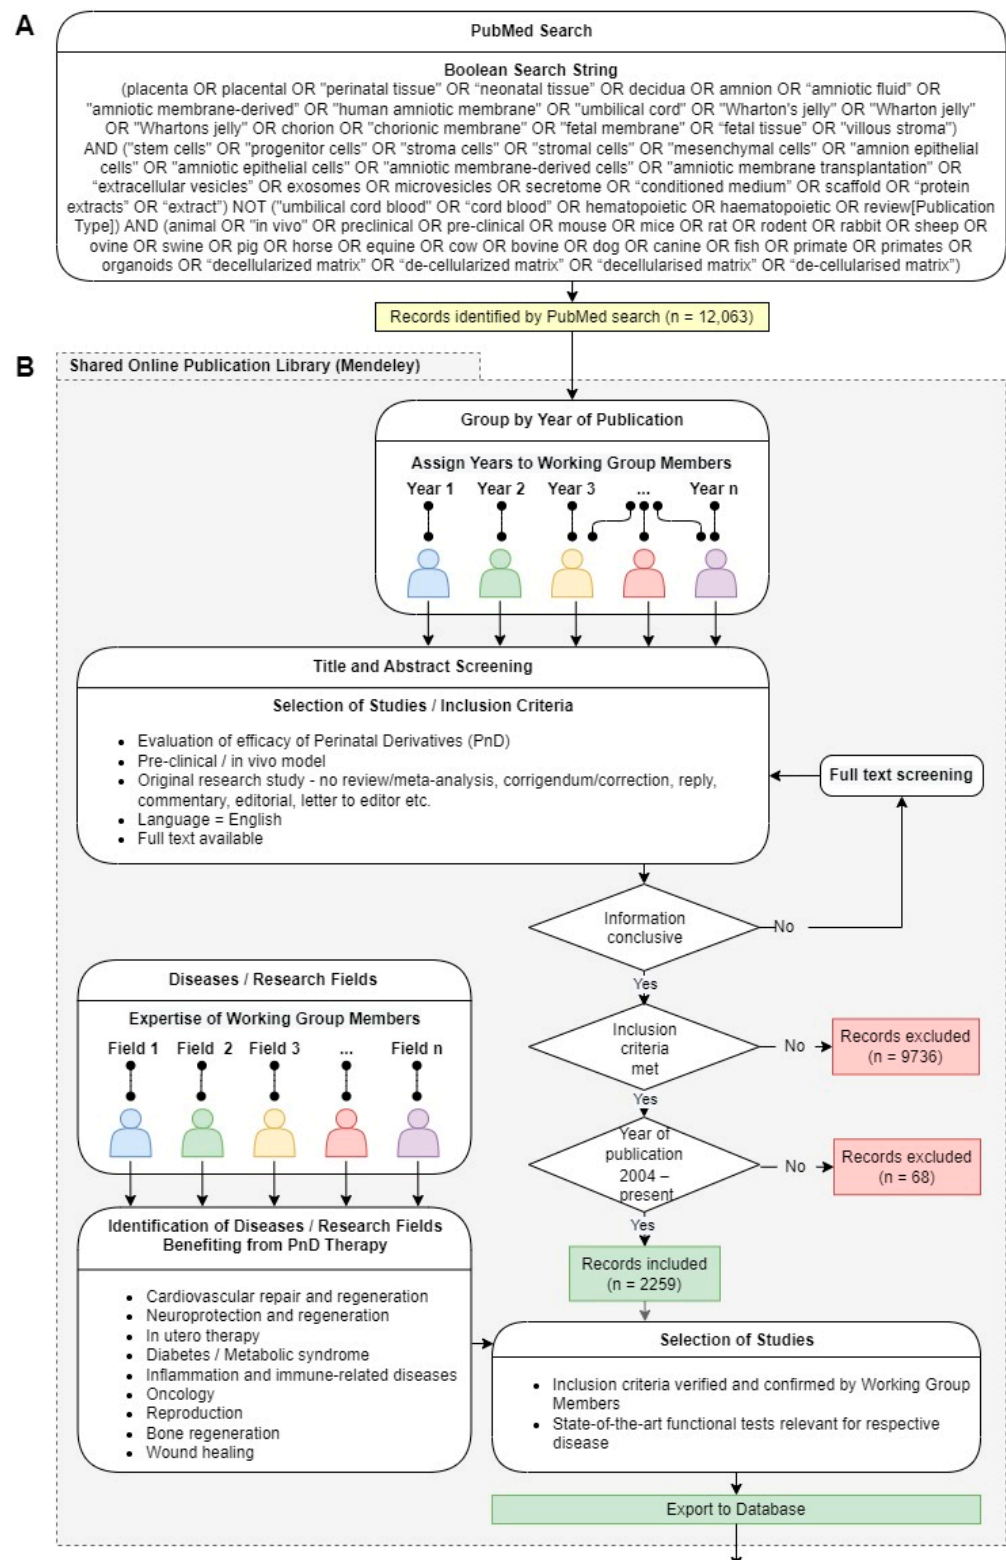 A
PubMed Search
Boolean Search String
(placenta OR placental OR "perinatal tissue" OR “neonatal tissue” OR decidua OR amnion OR “amniotic fluid” OR
"amniotic membrane-derived" OR "human amniotic membrane" OR "umbilical cord" OR "Wharton's jelly" OR "Wharton jelly"
OR "Whartons jelly" OR chorion OR "chorionic membrane" OR "fetal membrane" OR “fetal tissue" OR "villous stroma")
AND ("stem cells" OR "progenitor cells" OR "stroma cells" OR "stromal cells" OR "mesenchymal cells" OR "amnion epithelial
cells" OR "amniotic epithelial cells" OR "amniotic membrane-derived cells" OR "amniotic membrane transplantation" OR
“extracellular vesicles” OR exosomes OR microvesicles OR secretome OR “conditioned medium” OR scaffold OR “protein
extracts” OR “extract”) NOT ("umbilical cord blood" OR “cord blood” OR hematopoietic OR haematopoietic OR review[Publication
Type]) AND (animal OR "in vivo" OR preclinical OR pre-clinical OR mouse OR mice OR rat OR rodent OR rabbit OR sheep OR
ovine OR swine OR pig OR horse OR equine OR cow OR bovine OR dog OR canine OR fish OR primate OR primates OR
organoids OR “decellularized matrix” OR “de-cellularized matrix” OR “decellularised matrix” OR “de-cellularised matrix”)
Records identified by PubMed search (n = 12,063)
B
Shared Online Publication Library (Mendeley)
Group by Year of Publication
Assign Years to Working Group Members
Year 1 Year 2 Year 3 ... Year n
Title and Abstract Screening
Selection of Studies / Inclusion Criteria
• Evaluation of efficacy of Perinatal Derivatives (PnD)
• Pre-clinical / in vivo model
• Original research study - no review/meta-analysis, corrigendum/correction, reply,
commentary, editorial, letter to editor etc.
• Language = English
• Full text available
Full text screening
Information
conclusive
No
Yes
Inclusion
criteria
met
No
Records excluded
(n = 9736)
Yes
Year of
publication
2004 –
present
No
Records excluded
(n = 68)
Yes
Records included
(n = 2259)
Diseases / Research Fields
Expertise of Working Group Members
Field 1 Field 2 Field 3 ... Field n
Identification of Diseases / Research Fields
Benefiting from PnD Therapy
• Cardiovascular repair and regeneration
• Neuroprotection and regeneration
• In utero therapy
• Diabetes / Metabolic syndrome
• Inflammation and immune-related diseases
• Oncology
• Reproduction
• Bone regeneration
• Wound healing
Selection of Studies
• Inclusion criteria verified and confirmed by Working Group
Members
• State-of-the-art functional tests relevant for respective
disease
Export to Database